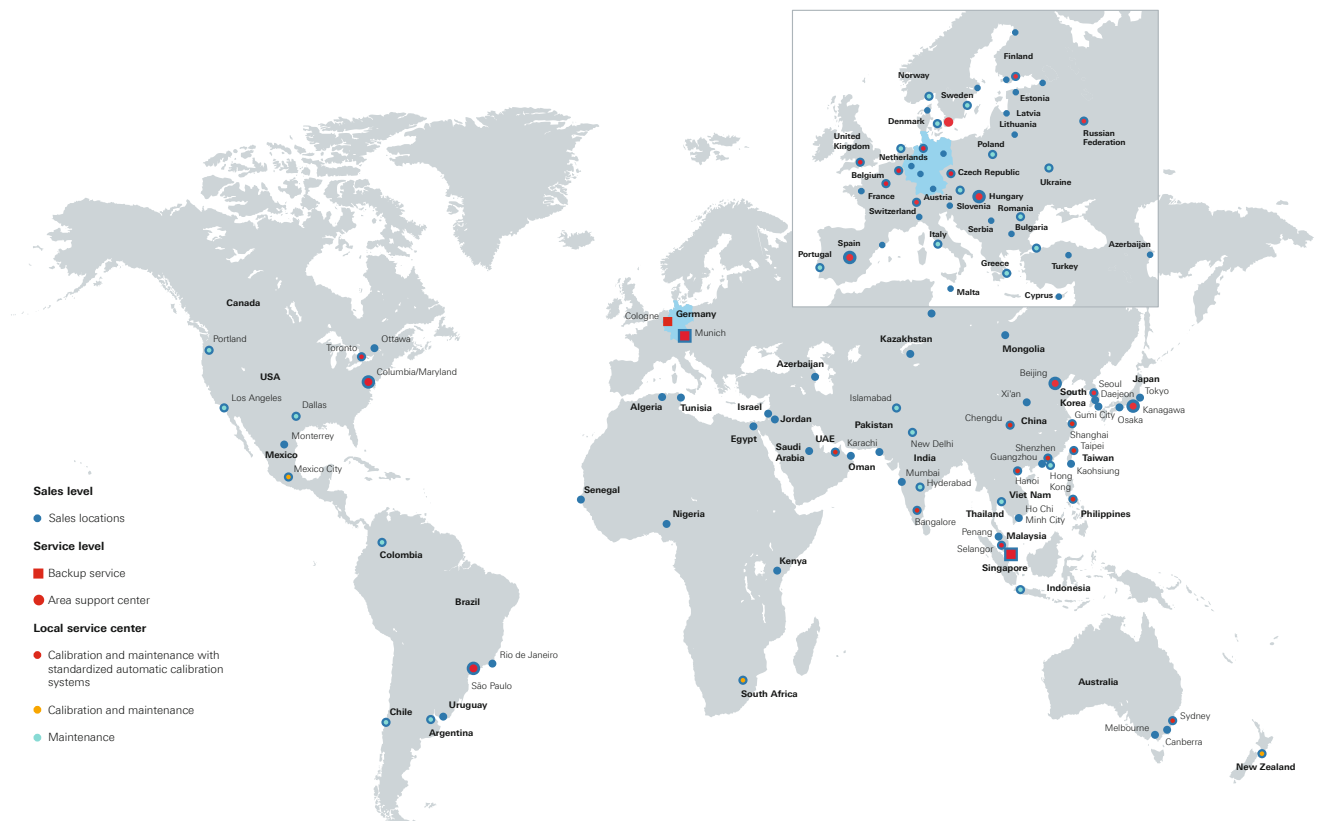 Finland
Norway
Sweden
Estonia
Latvia
Denmark
Lithuania
United
Kingdom
Russian
Federation
Poland
Netherlands
Belgium
Czech Republic
Ukraine
France
Austria
Hungary
Switzerland
Slovenia
Romania
Serbia
Bulgaria
Italy
Spain
Azerbaijan
Portugal
Greece
Turkey
Malta
Cyprus
Canada
Cologne
Germany
Munich
Portland
Toronto
Ottawa
USA
Columbia/Maryland
Los Angeles
Dallas
Monterrey
Mexico
Mexico City
Kazakhstan
Mongolia
Azerbaijan
Beijing
Japan
Seoul
South
Korea
Daejeon
Tokyo
Xi'an
Gumi City
Kanagawa
Osaka
Algeria
Tunisia
Israel
Jordan
Egypt
Islamabad
Pakistan
Chengdu
China
Shanghai
Saudi
Arabia
UAE
Karachi
New Delhi
Oman
India
Shenzhen
Taipei
Guangzhou
Taiwan
Mumbai
Hyderabad
Hanoi
Hong
Kong
Kaohsiung
Senegal
Nigeria
Bangalore
Viet Nam
Thailand
Ho Chi
Minh City
Philippines
Penang
Malaysia
Selangor
Singapore
Kenya
Indonesia
Colombia
Brazil
Rio de Janeiro
São Paulo
Chile
Uruguay
Argentina
South Africa
Australia
Sydney
Melbourne
Canberra
New Zealand
Sales level
Sales locations
Service level
Backup service
Area support center
Local service center
Calibration and maintenance with
standardized automatic calibration
systems
Calibration and maintenance
Maintenance